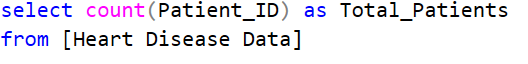 select count(Patient_ID) as Total_Patients
from [Heart Disease Data]